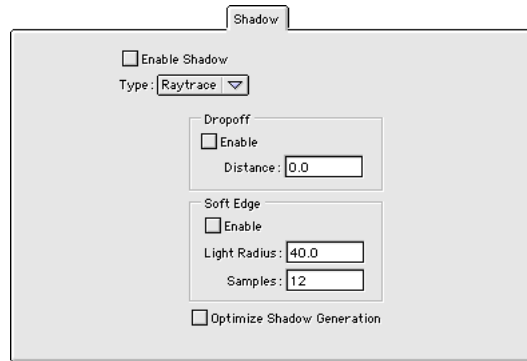 Shadow
Enable Shadow
Type: Raytrace
Dropoff
Enable
Distance: 0.0
Soft Edge
Enable
Light Radius: 40.0
Samples: 12
Optimize Shadow Generation